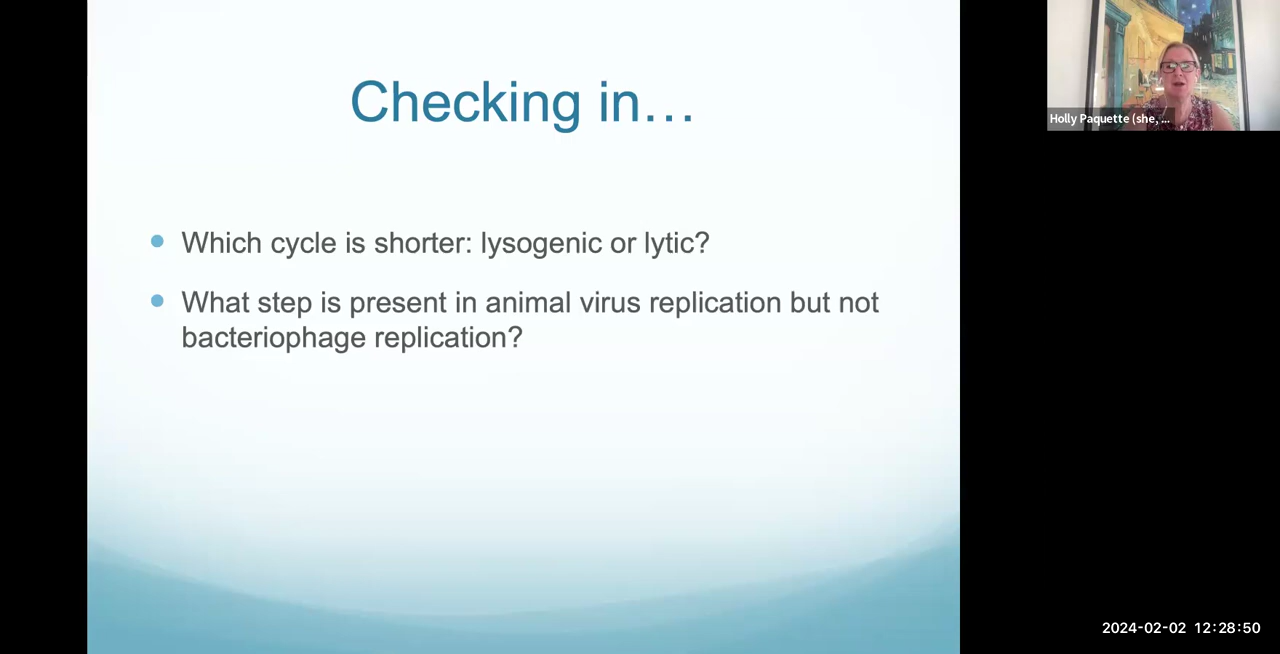 Checking in…
Which cycle is shorter: lysogenic or lytic?
What step is present in animal virus replication but not
bacteriophage replication?
Holly Paquette (she, ...
2024-02-02 12:28:50